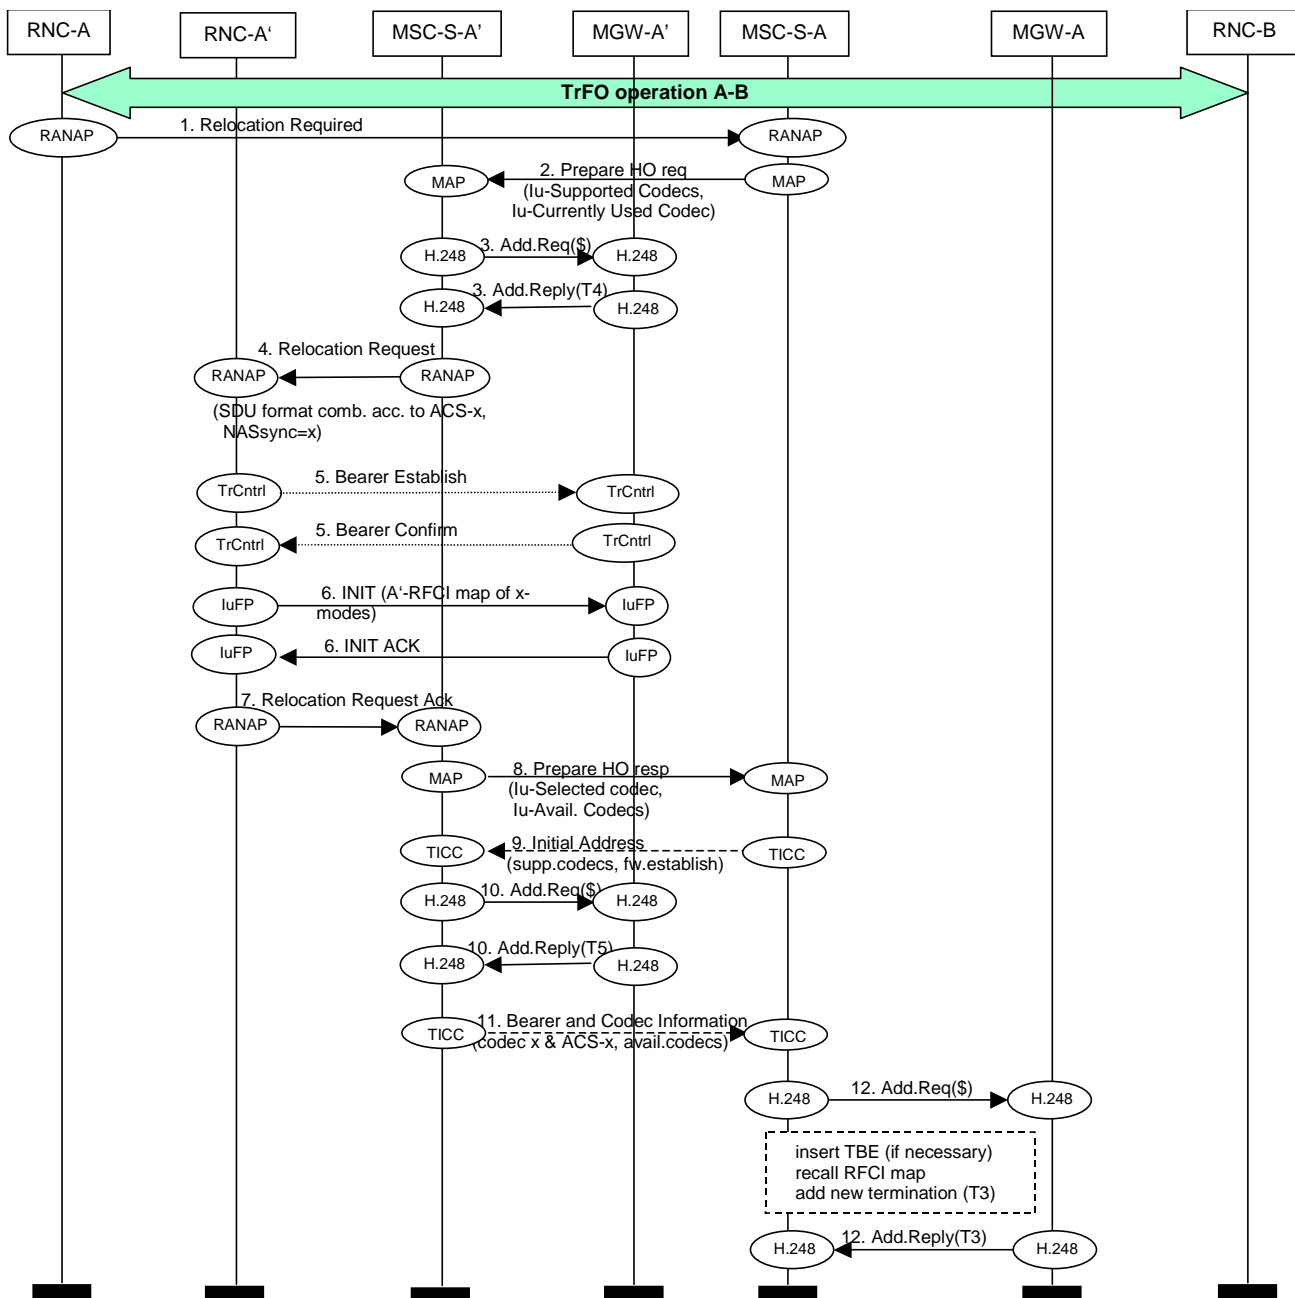 RNC-A
RNC-A‘
MSC-S-A’
MGW-A’
MSC-S-A
MGW-A
RNC-B
TrFO operation A-B
RANAP
1. Relocation Required
RANAP
MAP
2. Prepare HO req
(Iu-Supported Codecs,
Iu-Currently Used Codec)
MAP
H.248
3. Add.Req($)
H.248
H.248
3. Add.Reply(T4)
H.248
4. Relocation Request
RANAP
RANAP
(SDU format comb. acc. to ACS-x,
NASsync=x)
TrCntrl
5. Bearer Establish
TrCntrl
TrCntrl
5. Bearer Confirm
TrCntrl
IuFP
6. INIT (A‘-RFCI map of x-
modes)
IuFP
IuFP
6. INIT ACK
IuFP
7. Relocation Request Ack
RANAP
RANAP
MAP
8. Prepare HO resp
(Iu-Selected codec,
Iu-Avail. Codecs)
MAP
TICC
9. Initial Address
(supp.codecs, fw.establish)
TICC
H.248
10. Add.Req($)
H.248
H.248
10. Add.Reply(T5)
H.248
TICC
11. Bearer and Codec Information
(codec x & ACS-x, avail.codecs)
TICC
H.248
12. Add.Req($)
H.248
insert TBE (if necessary)
recall RFCI map
add new termination (T3)
H.248
12. Add.Reply(T3)
H.248